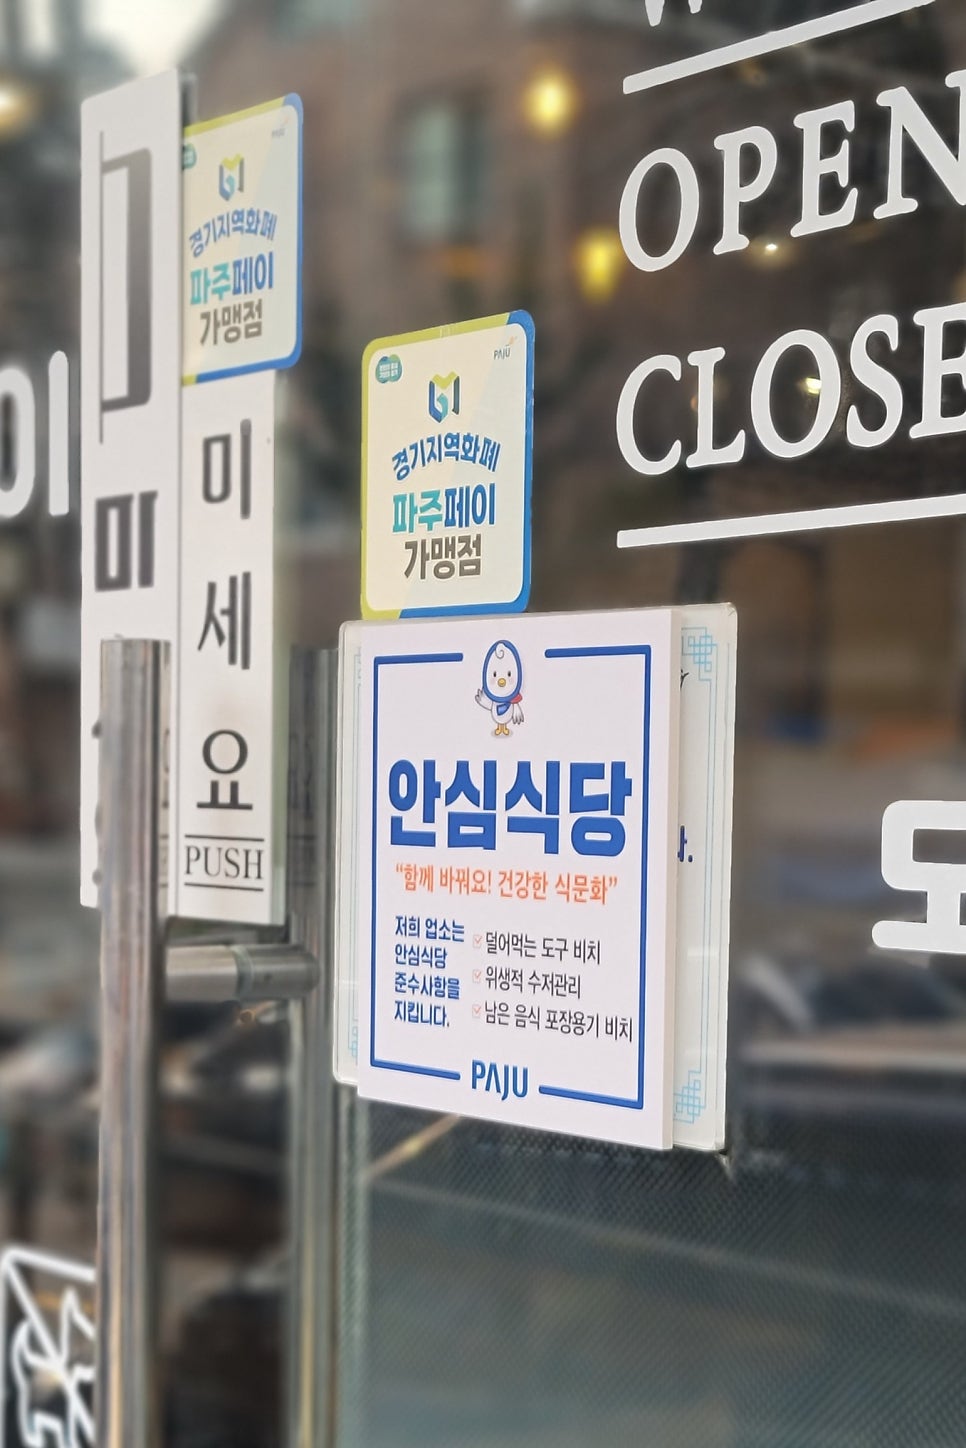 OPEN
CLOSE
PAJU
경기지역화폐
파주페이
가맹점
PAJU
경기지역화폐
파주페이
가맹점
미세요
PUSH
안심식당
“함께 바꿔요! 건강한 식문화”
저희 업소는
안심식당
준수사항을
지킵니다.
덜어먹는 도구 비치
위생적 수저관리
남은 음식 포장용기 비치
PAJU